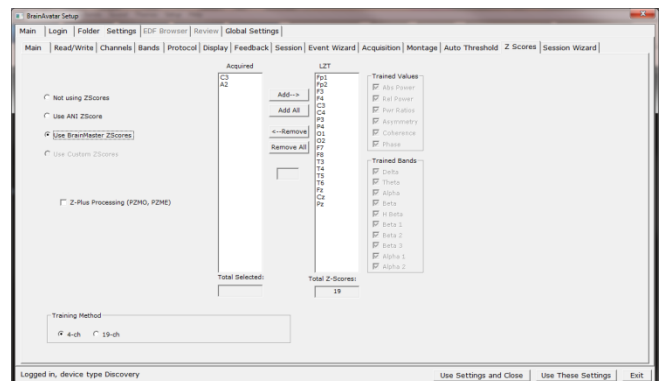 BrainAvatar Setup
Main Login Folder Settings EDF Browser Review Global Settings
Main Read/Write Channels Bands Protocol Display Feedback Session Event Wizard Acquisition Montage Auto Threshold Z Scores Session Wizard
Acquired
LZT
C3
A2
Not using ZScores
Use ANI ZScore
Use BrainMaster ZScores
Use Custom ZScores
Z-Plus Processing (PZMO, PZME)
Add-->
Add All
<--Remove
Remove All
Fp1
Fp2
F3
F4
C3
C4
P3
P4
O1
O2
F7
F8
T3
T4
T5
T6
Fz
Cz
Pz
Trained Values
Abs Power
Rel Power
Pwr Ratios
Asymmetry
Coherence
Phase
Trained Bands
Delta
Theta
Alpha
Beta
H Beta
Beta 1
Beta 2
Beta 3
Alpha 1
Alpha 2
Total Selected:
Total Z-Scores:
19
Training Method
4-ch 19-ch
Logged in, device type Discovery
Use Settings and Close Use These Settings Exit